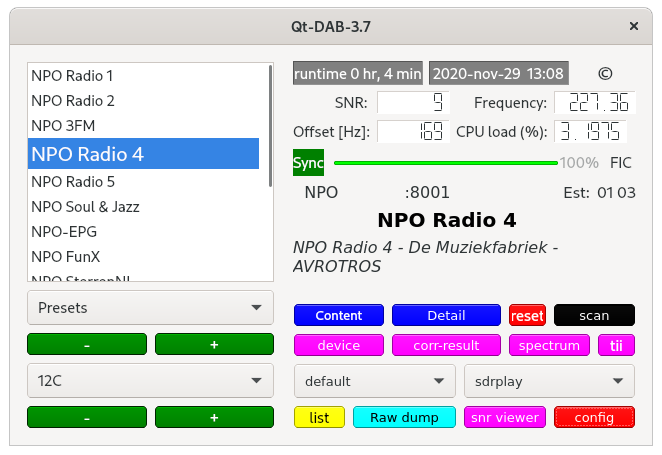 Qt-DAB-3.7 ×
NPO Radio 1
NPO Radio 2
NPO 3FM
NPO Radio 4
NPO Radio 5
NPO Soul & Jazz
NPO-EPG
NPO FunX
NPO SterrenNL
Presets
- +
12C
- +
runtime 0 hr, 4 min 2020-nov-29 13:08 ©
SNR: 9 Frequency: 227.36
Offset [Hz]: 169 CPU load (%): 3.1975
Sync 100% FIC
NPO :8001 Est: 01 03
NPO Radio 4
NPO Radio 4 - De Muziekfabriek -
AVROTROS
Content Detail reset scan
device corr-result spectrum tii
default sdrplay
list Raw dump snr viewer config